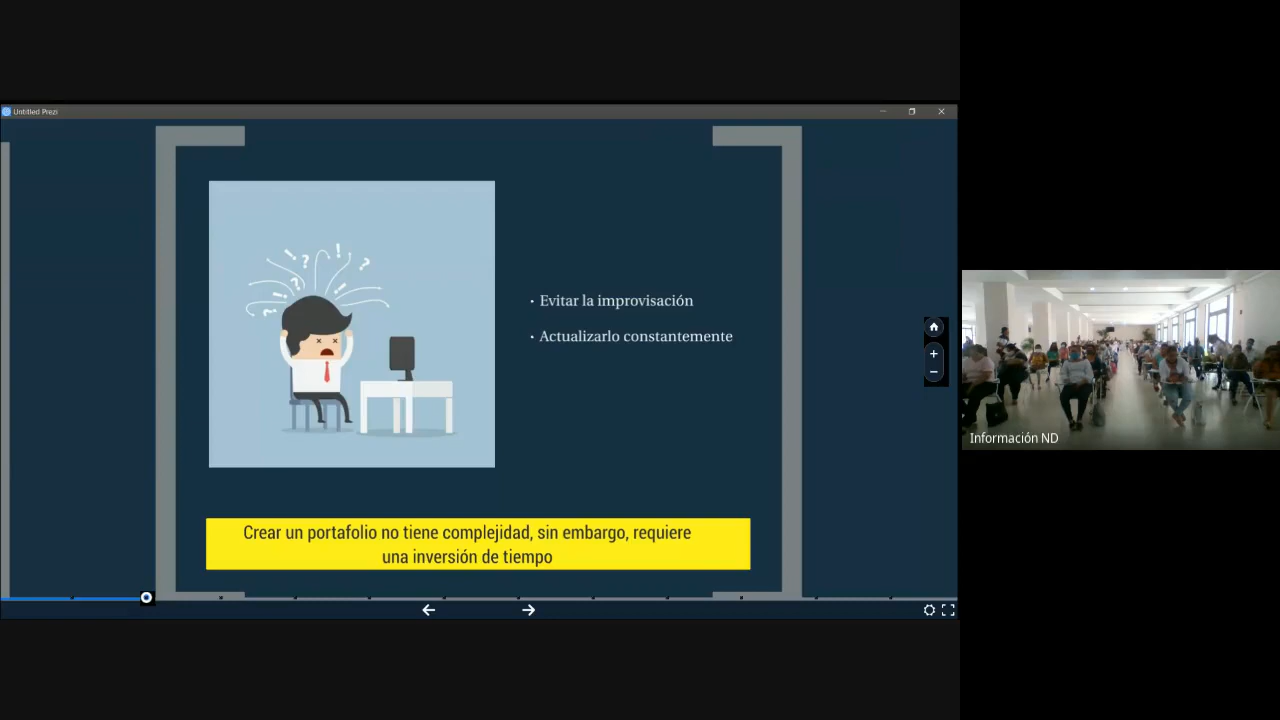 Untitled Prezi
• Evitar la improvisación
• Actualizarlo constantemente
Crear un portafolio no tiene complejidad, sin embargo, requiere
una inversión de tiempo
Información ND